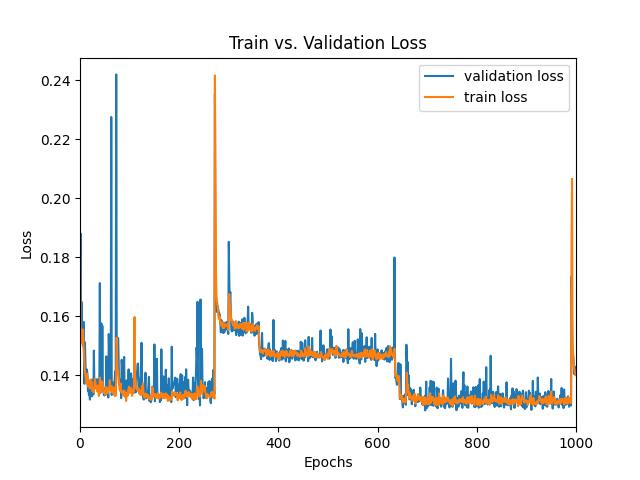 Train vs. Validation Loss
validation loss
train loss
0.24
0.22
0.20
0.18
0.16
0.14
Loss
0
200
400
600
800
1000
Epochs